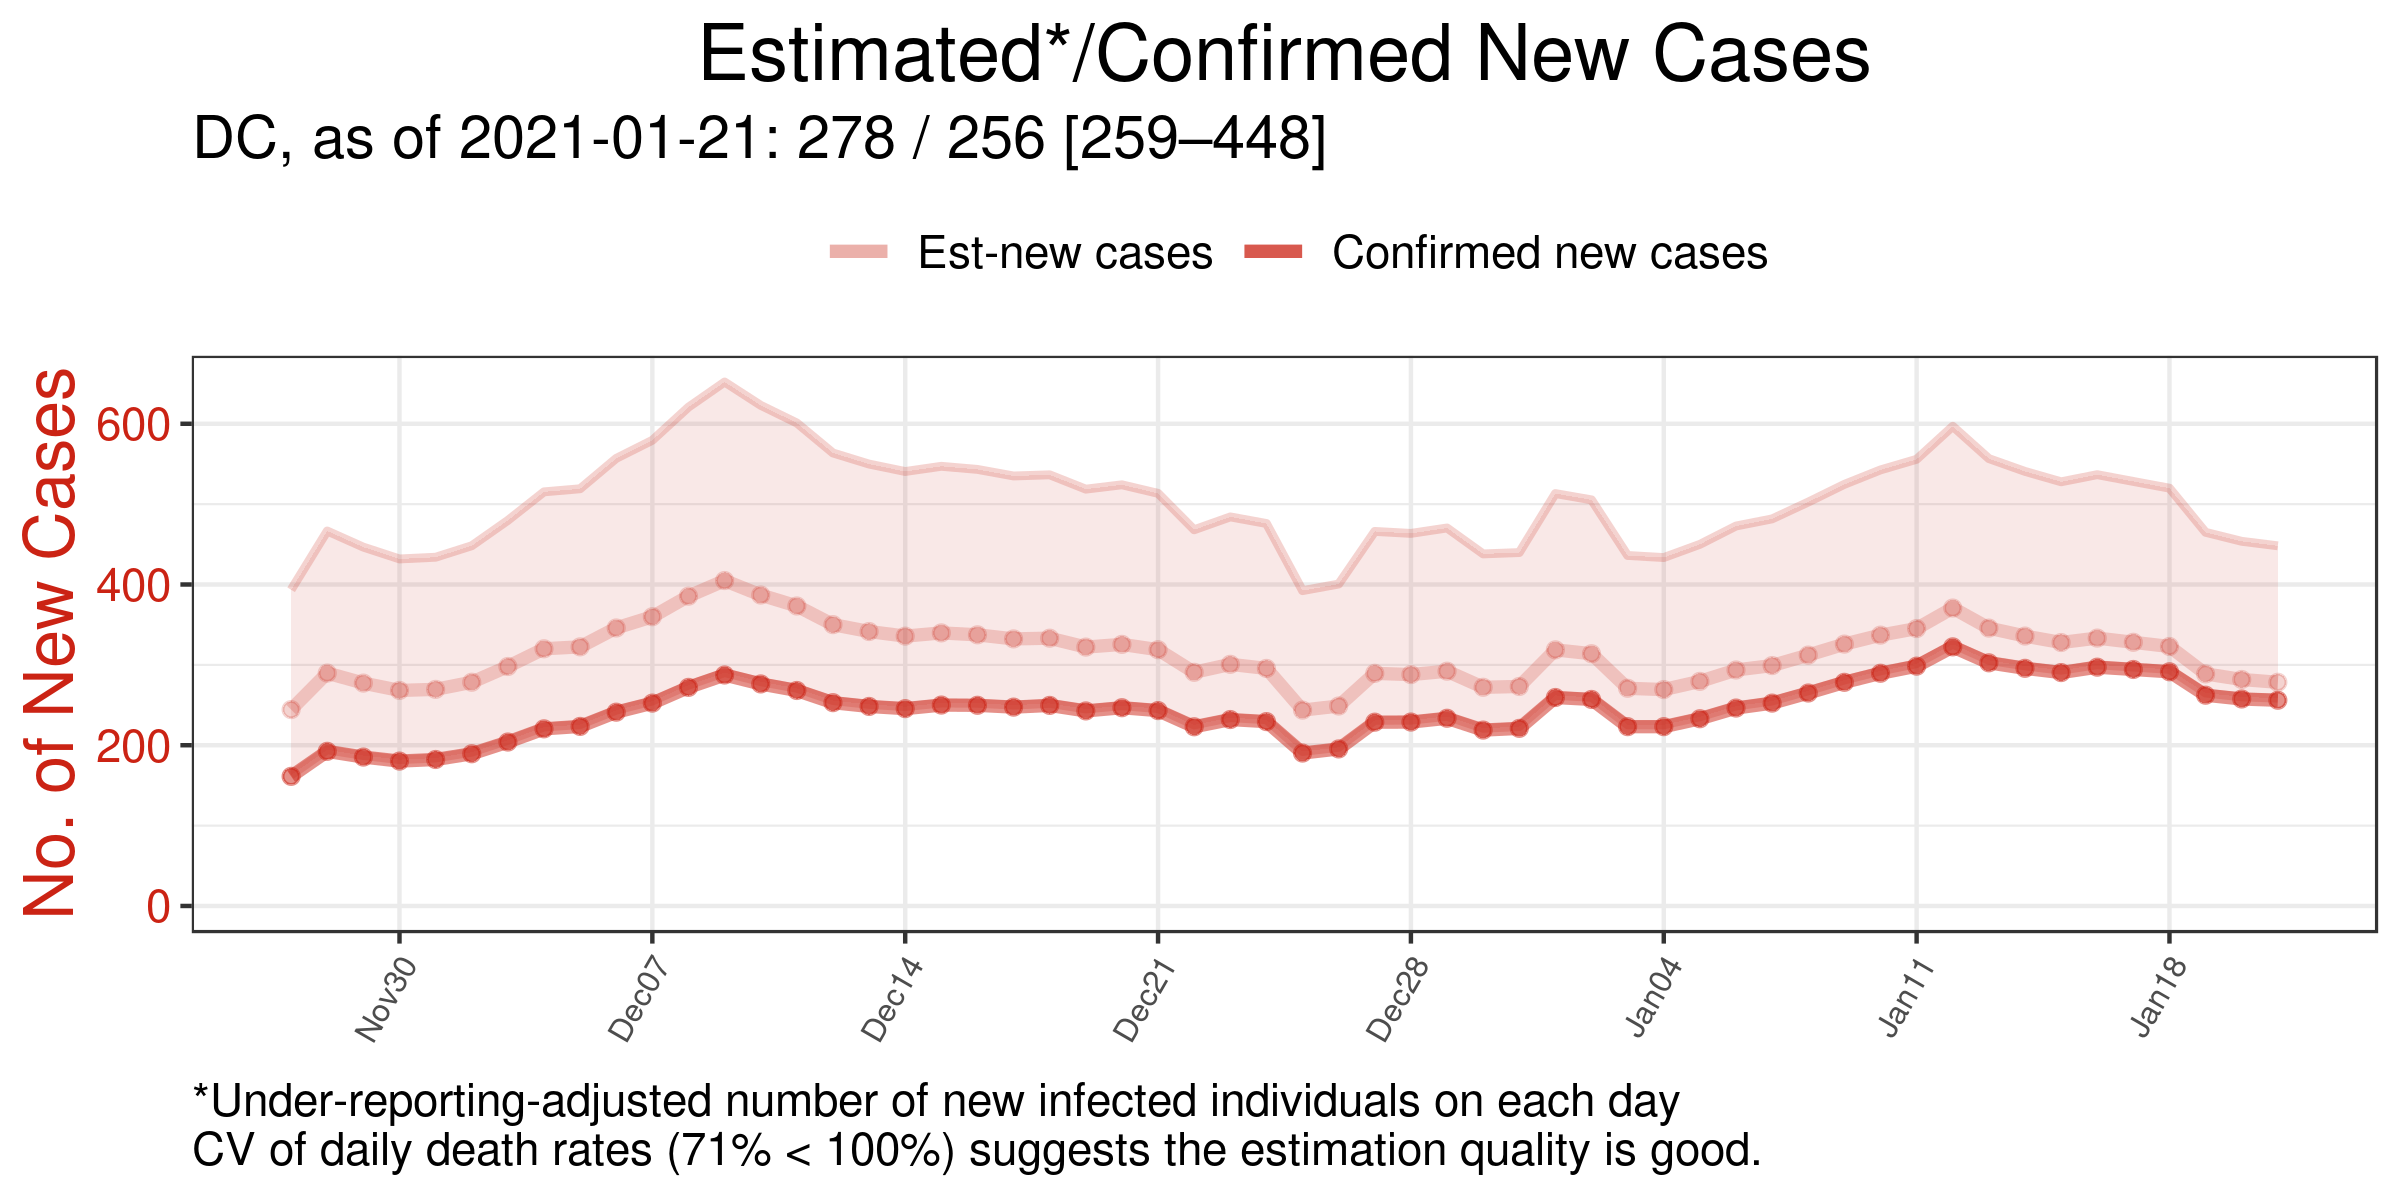 Estimated*/Confirmed New Cases
DC, as of 2021-01-21: 278 / 256 [259–448]
Est-new cases Confirmed new cases
No. of New Cases
600
400
200
0
Nov30 Dec07 Dec14 Dec21 Dec28 Jan04 Jan11 Jan18
*Under-reporting-adjusted number of new infected individuals on each day
CV of daily death rates (71% < 100%) suggests the estimation quality is good.